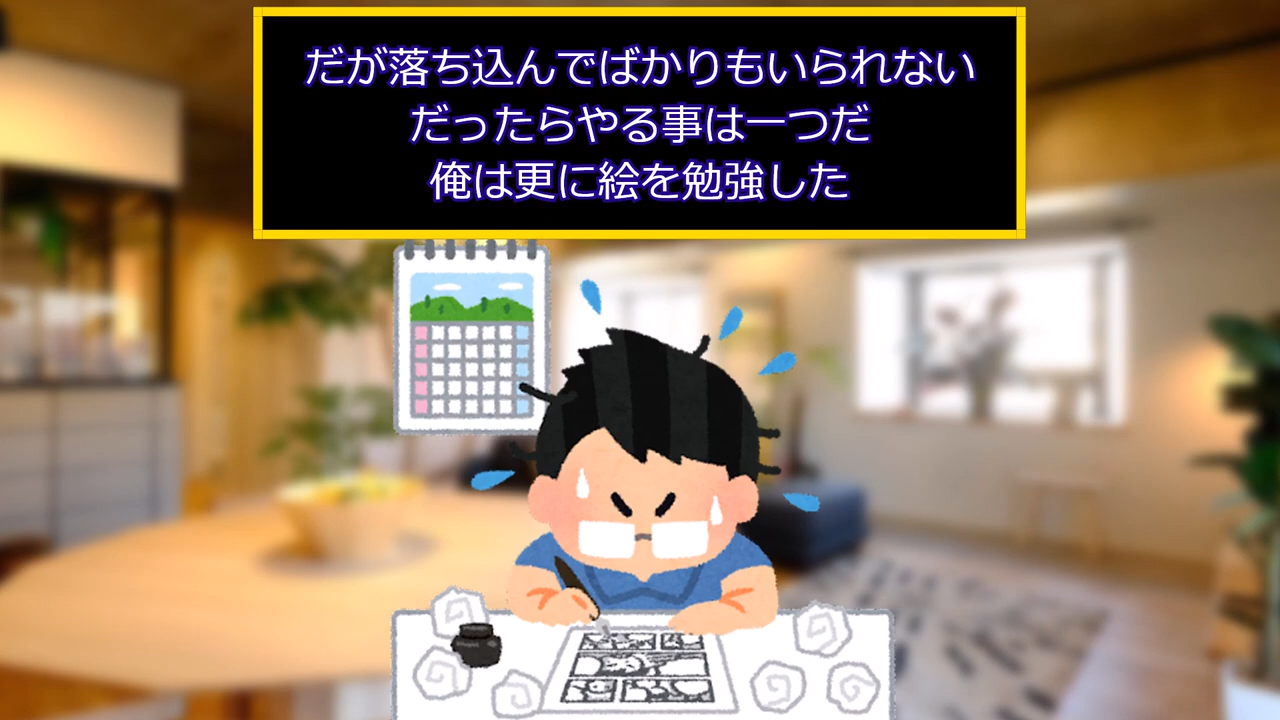 だが落ち込んでばかりもいられない
だったらやる事は一つだ
俺は更に絵を勉強した